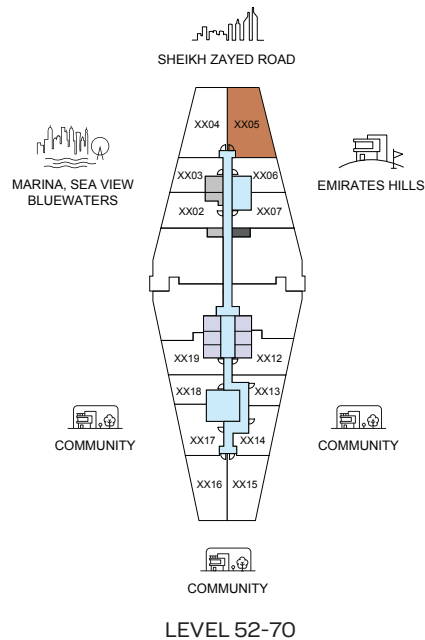 SHEIKH ZAYED ROAD
XX04
XX05
MARINA, SEA VIEW
BLUEWATERS
XX03
XX06
EMIRATES HILLS
XX02
XX07
XX19
XX12
XX18
XX13
COMMUNITY
XX17
XX14
COMMUNITY
XX16
XX15
COMMUNITY
LEVEL 52-70